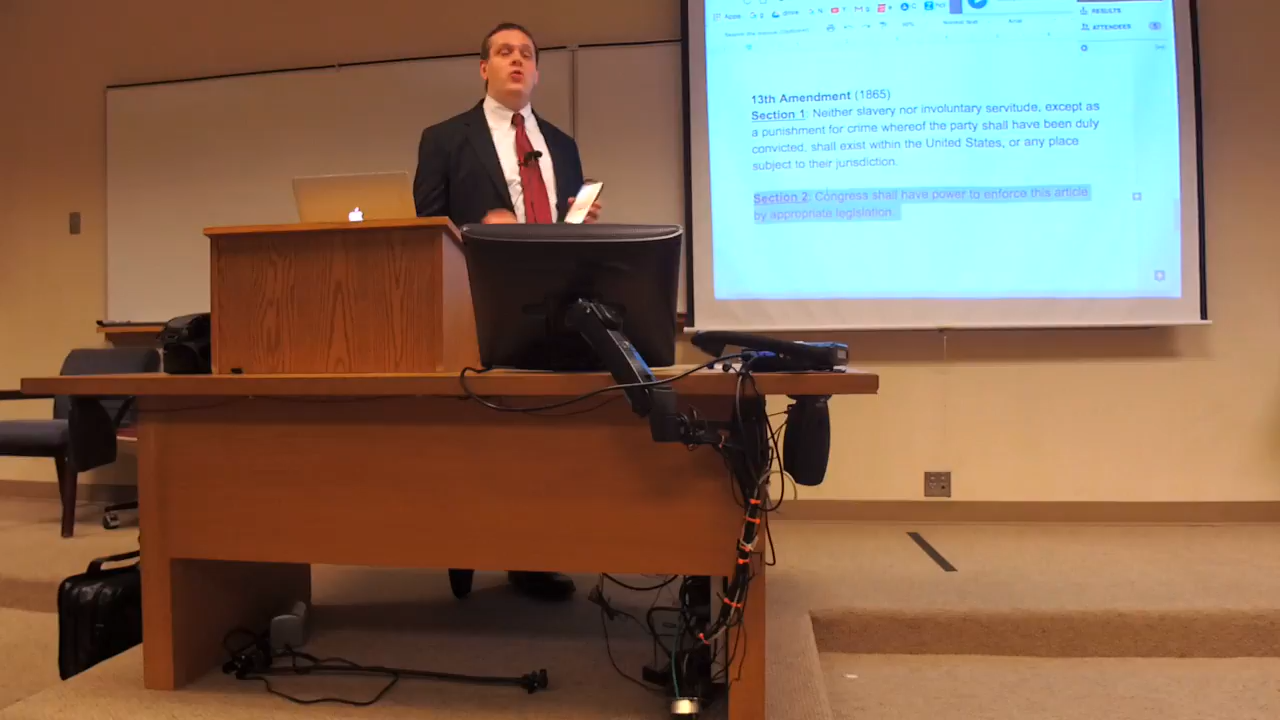 Apps
drive
RESULTS
ATTENDEES
13th Amendment (1865)
Section 1: Neither slavery nor involuntary servitude, except as
a punishment for crime whereof the party shall have been duly
convicted, shall exist within the United States, or any place
subject to their jurisdiction.
Section 2: Congress shall have power to enforce this article
by appropriate legislation.